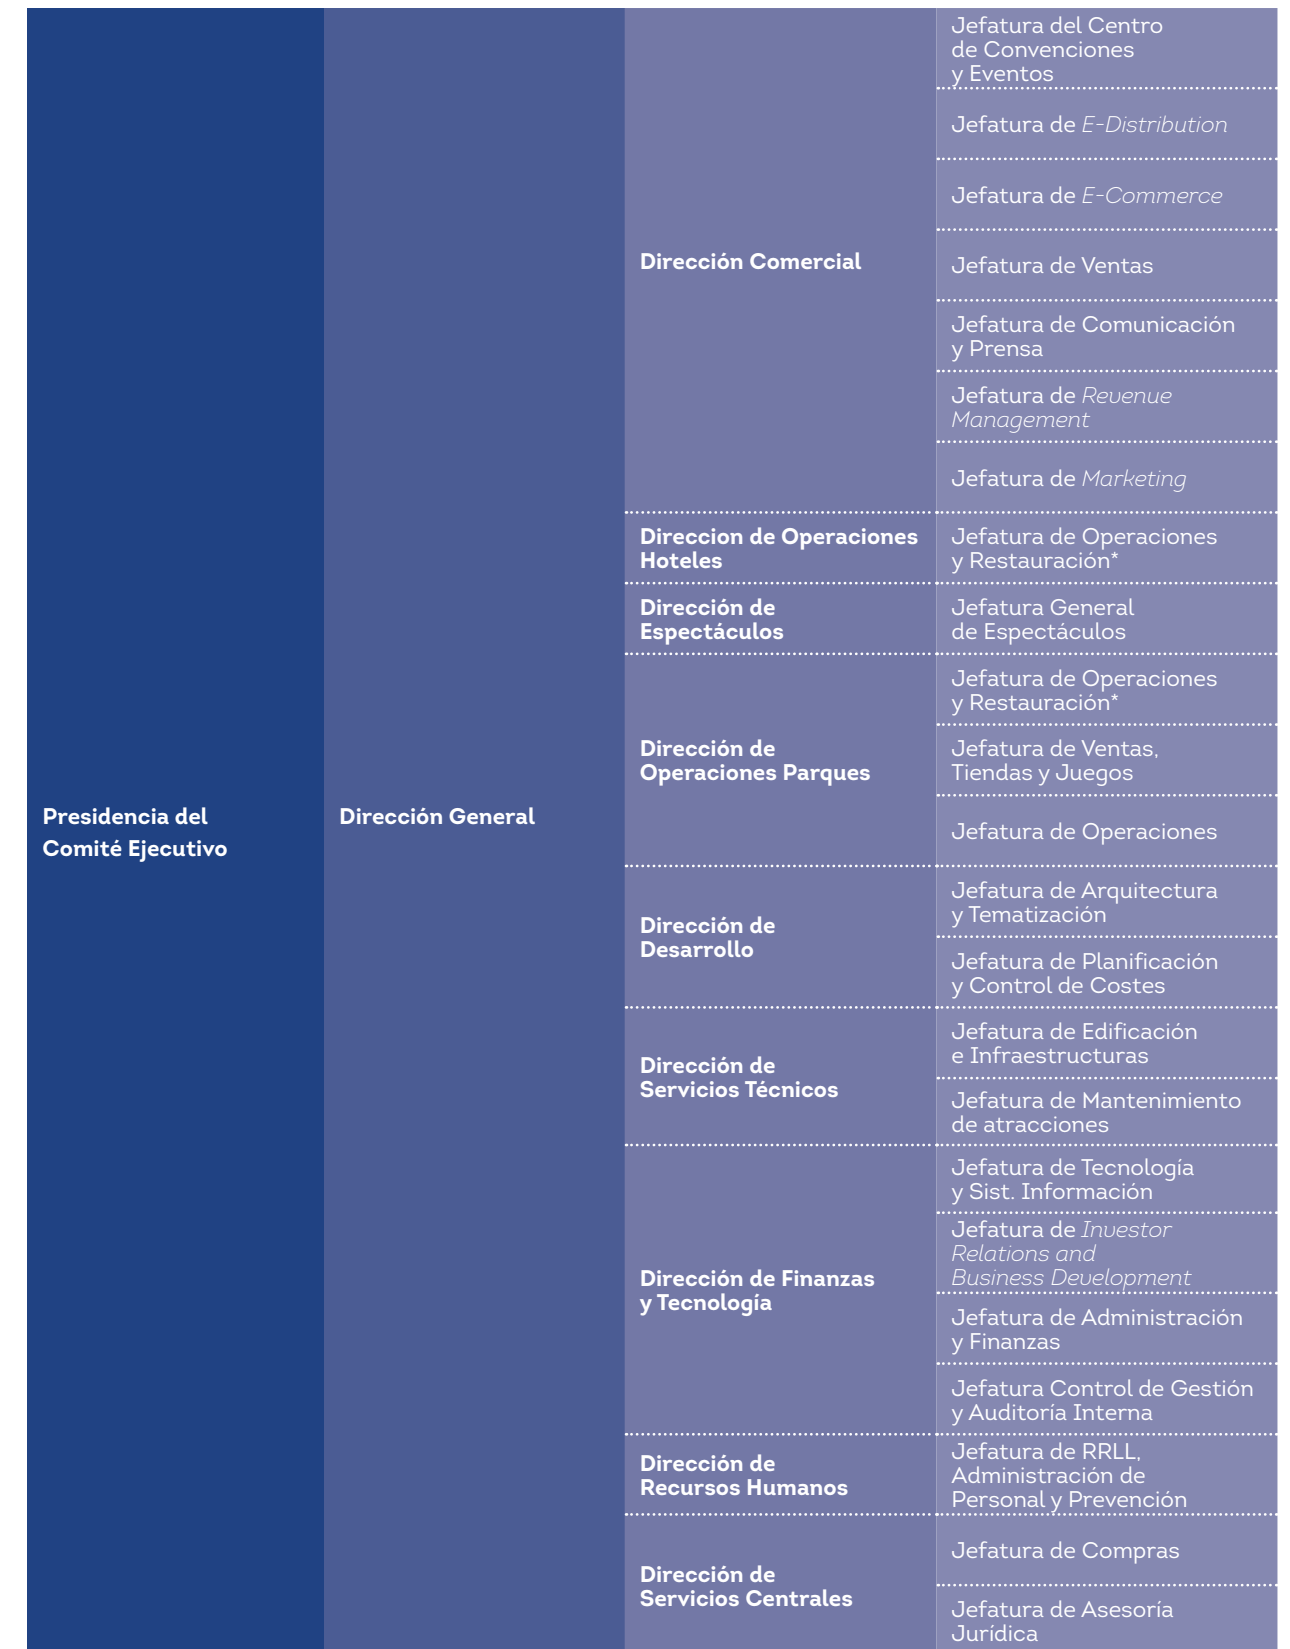 Presidencia del
Comité Ejecutivo
Dirección General
Dirección Comercial
Jefatura del Centro
de Convenciones
y Eventos
Jefatura de E-Distribution
Jefatura de E-Commerce
Jefatura de Ventas
Jefatura de Comunicación
y Prensa
Jefatura de Revenue
Management
Jefatura de Marketing
Direccion de Operaciones
Hoteles
Jefatura de Operaciones
y Restauración*
Dirección de
Espectáculos
Jefatura General
de Espectáculos
Dirección de
Operaciones Parques
Jefatura de Operaciones
y Restauración*
Jefatura de Ventas,
Tiendas y Juegos
Jefatura de Operaciones
Dirección de
Desarrollo
Jefatura de Arquitectura
y Tematización
Jefatura de Planificación
y Control de Costes
Dirección de
Servicios Técnicos
Jefatura de Edificación
e Infraestructuras
Jefatura de Mantenimiento
de atracciones
Dirección de Finanzas
y Tecnología
Jefatura de Tecnología
y Sist. Información
Jefatura de Investor
Relations and
Business Development
Jefatura de Administración
y Finanzas
Jefatura Control de Gestión
y Auditoría Interna
Dirección de
Recursos Humanos
Jefatura de RRLL,
Administración de
Personal y Prevención
Dirección de
Servicios Centrales
Jefatura de Compras
Jefatura de Asesoría
Jurídica